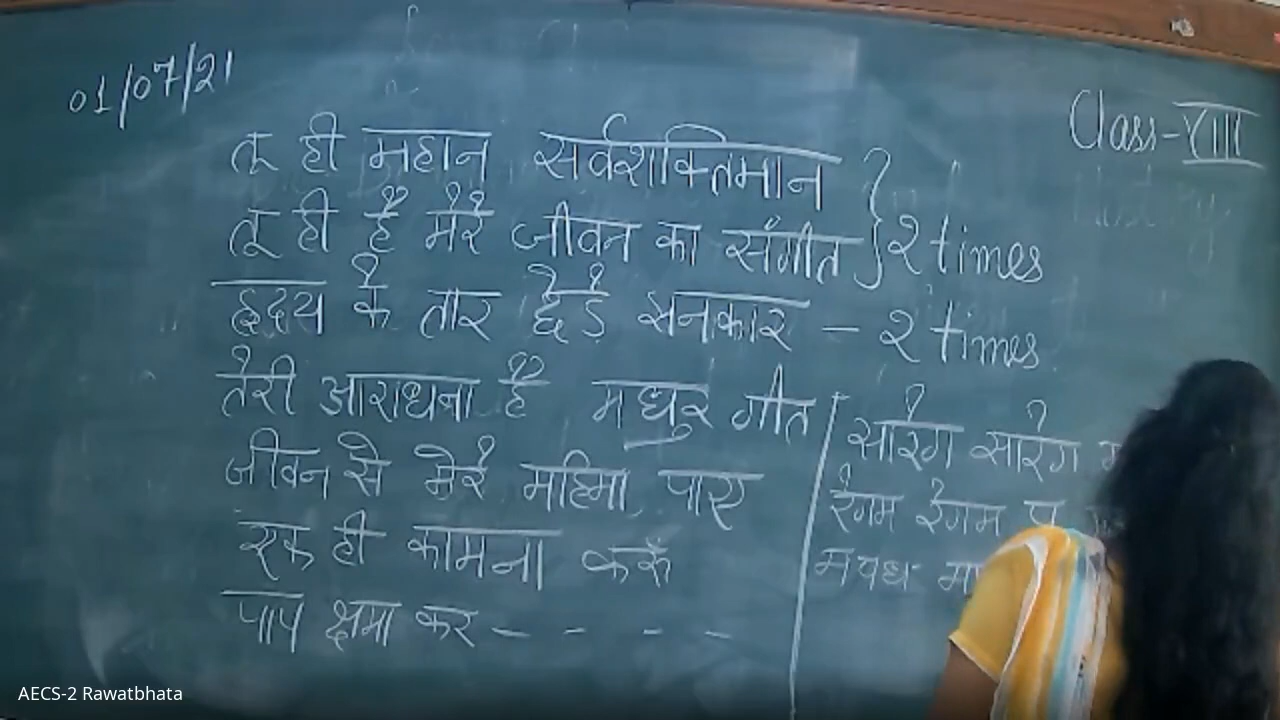 01/07/21
Class-VIII
तू ही महान सर्वशक्तिमान
तू ही है मेरे जीवन का संगीत } 2 times
हृदय के तार छेड़े झनकार - 2 times
तेरी आराधना है मधुर गीत
जीवन से मेरे महिमा पाए
एक ही कामना करूँ
पाप क्षमा कर - - - -
सारेग सारेग म
रेगम रेगम प
मपध
AECS-2 Rawatbhata